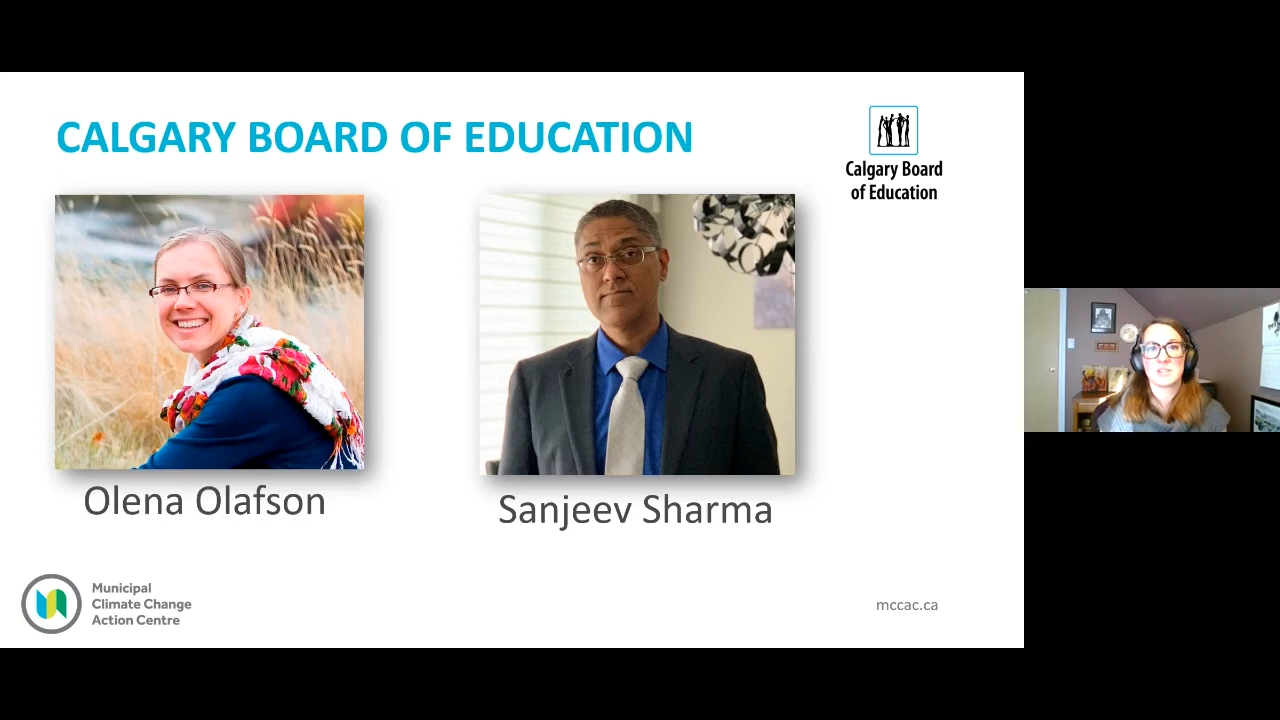 CALGARY BOARD OF EDUCATION
Calgary Board
of Education
Olena Olafson
Sanjeev Sharma
Municipal
Climate Change
Action Centre
mccac.ca